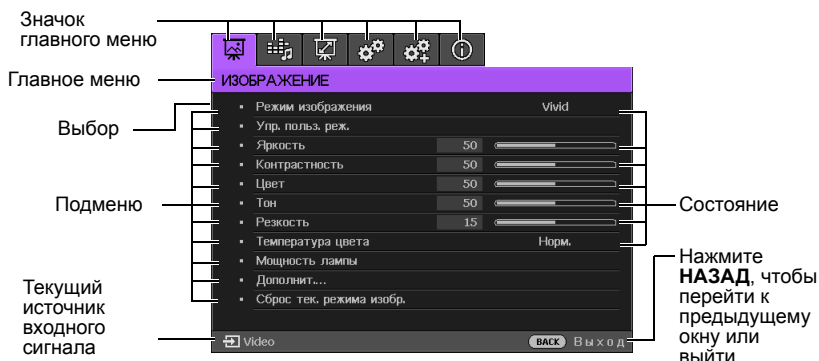 Значок
главного меню
Главное меню
ИЗОБРАЖЕНИЕ
Выбор
Подменю
Режим изображения Vivid
Упр. польз. реж.
Яркость 50
Контрастность 50
Цвет 50
Тон 50
Резкость 15
Температура цвета Норм.
Мощность лампы
Дополнит....
Сброс тек. режима изобр.
Состояние
Текущий
источник
входного
сигнала
Video
BACK Выход
Нажмите
НАЗАД, чтобы
перейти к
предыдущему
окну или
выйти